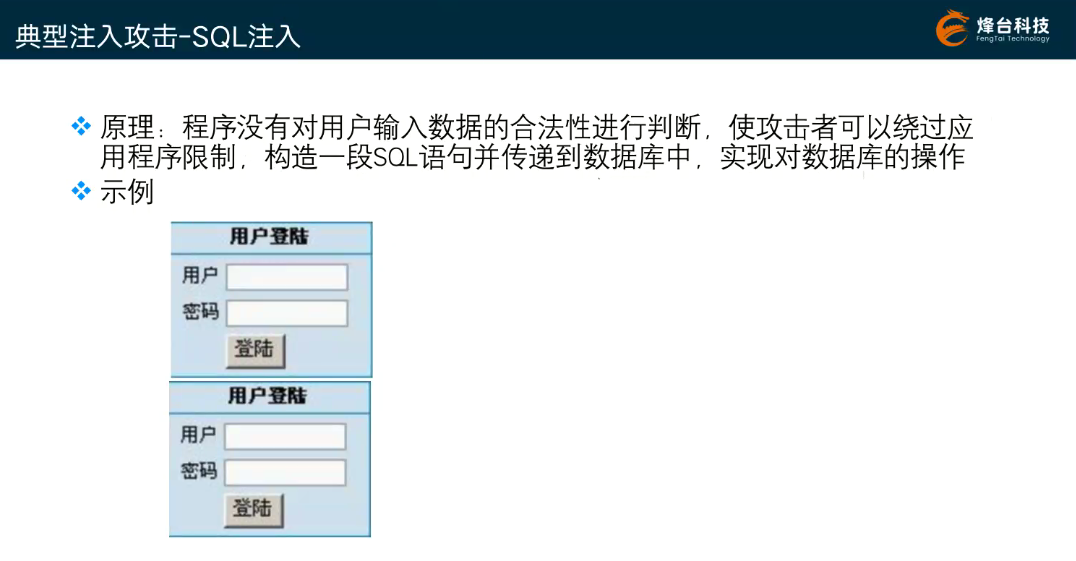 典型注入攻击-SQL注入
烽台科技
FengTai Technology
原理：程序没有对用户输入数据的合法性进行判断，使攻击者可以绕过应
用程序限制，构造一段SQL语句并传递到数据库中，实现对数据库的操作
示例
用户登陆
用户
密码
登陆
用户登陆
用户
密码
登陆